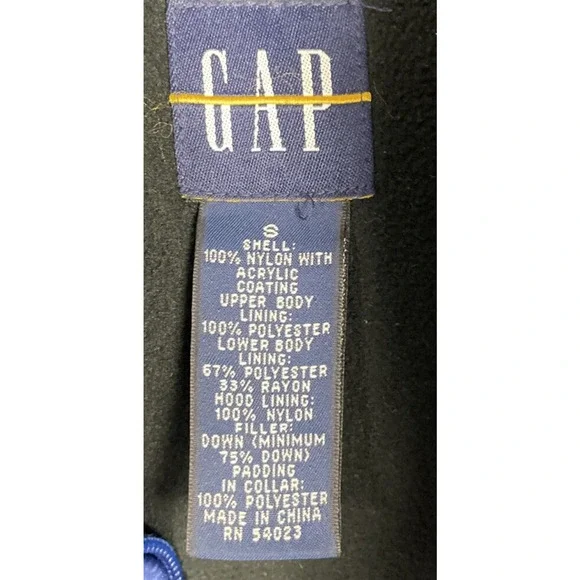 GAP
S
SHELL:
100% NYLON WITH
ACRYLIC
COATING
UPPER BODY
LINING:
100% POLYESTER
LOWER BODY
LINING:
67% POLYESTER
33% RAYON
HOOD LINING:
100% NYLON
FILLER:
DOWN (MINIMUM
75% DOWN)
PADDING
IN COLLAR:
100% POLYESTER
MADE IN CHINA
RN 54023